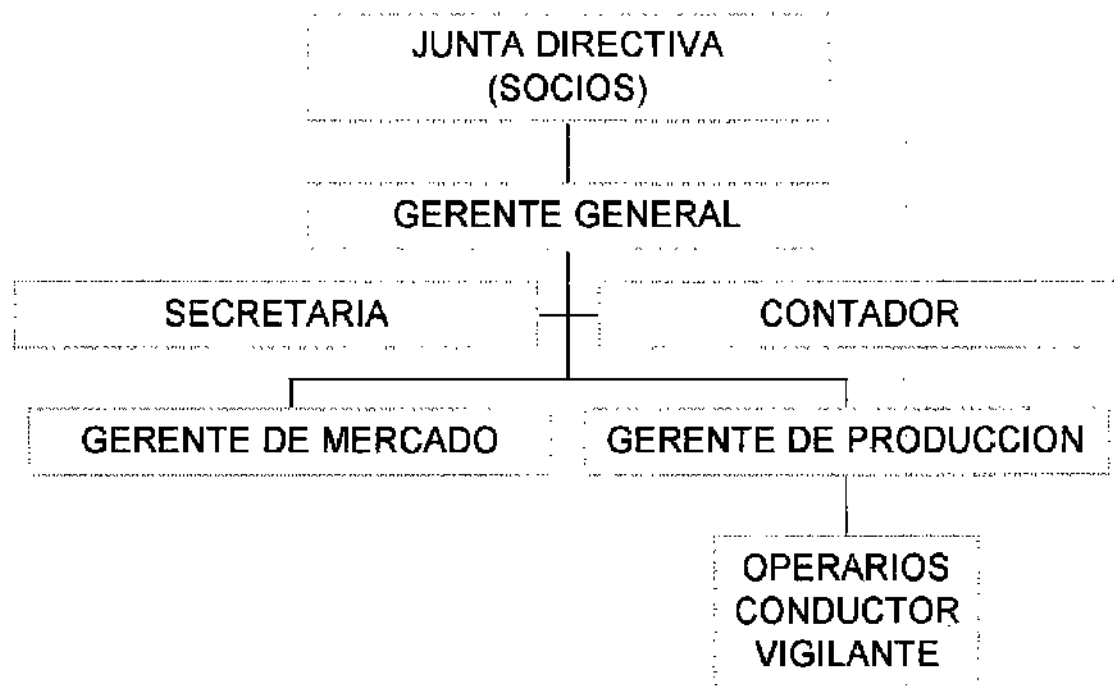 JUNTA DIRECTIVA
(SOCIOS)
GERENTE GENERAL
SECRETARIA
CONTADOR
GERENTE DE MERCADO
GERENTE DE PRODUCCION
OPERARIOS
CONDUCTOR
VIGILANTE